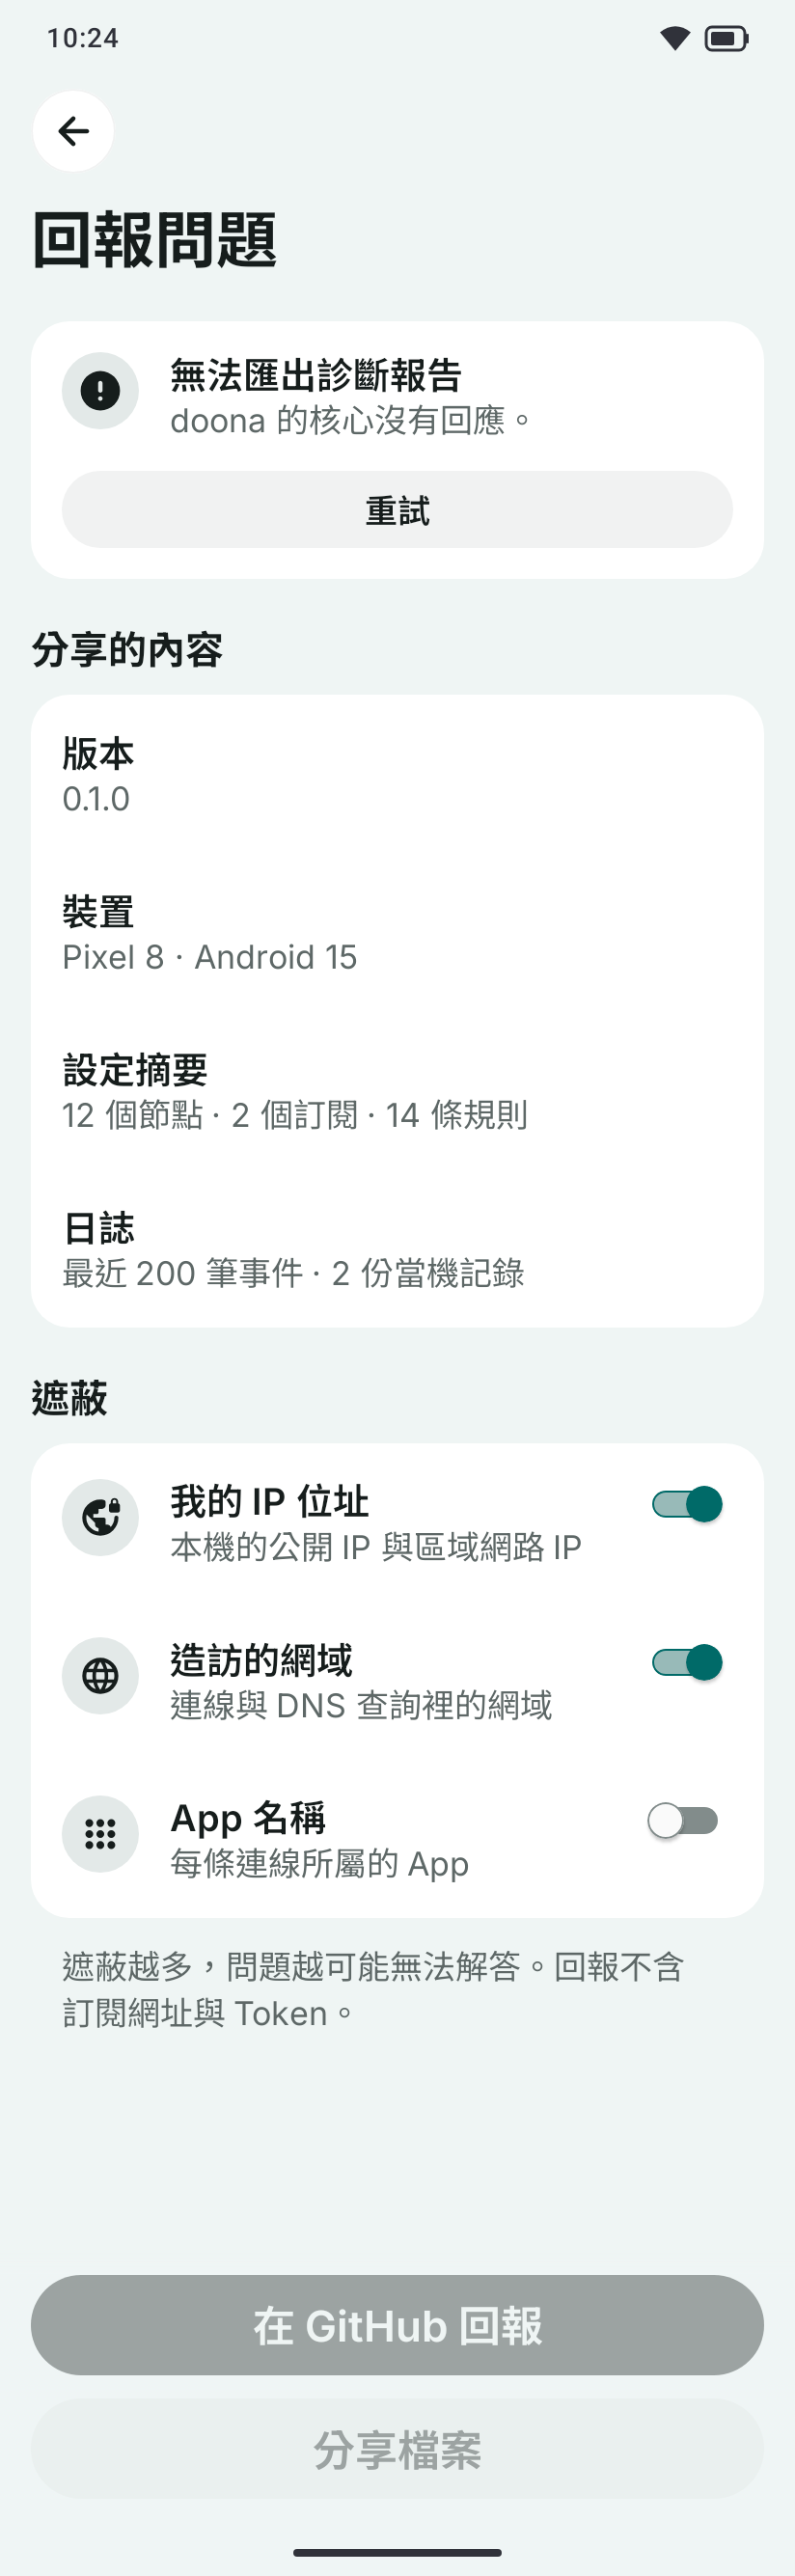 10:24
回報問題
無法匯出診斷報告
doona 的核心沒有回應。
重試
分享的內容
版本
0.1.0
裝置
Pixel 8 · Android 15
設定摘要
12 個節點 · 2 個訂閱 · 14 條規則
日誌
最近 200 筆事件 · 2 份當機記錄
遮蔽
我的 IP 位址
本機的公開 IP 與區域網路 IP
造訪的網域
連線與 DNS 查詢裡的網域
App 名稱
每條連線所屬的 App
遮蔽越多，問題越可能無法解答。回報不含
訂閱網址與 Token。
在 GitHub 回報
分享檔案